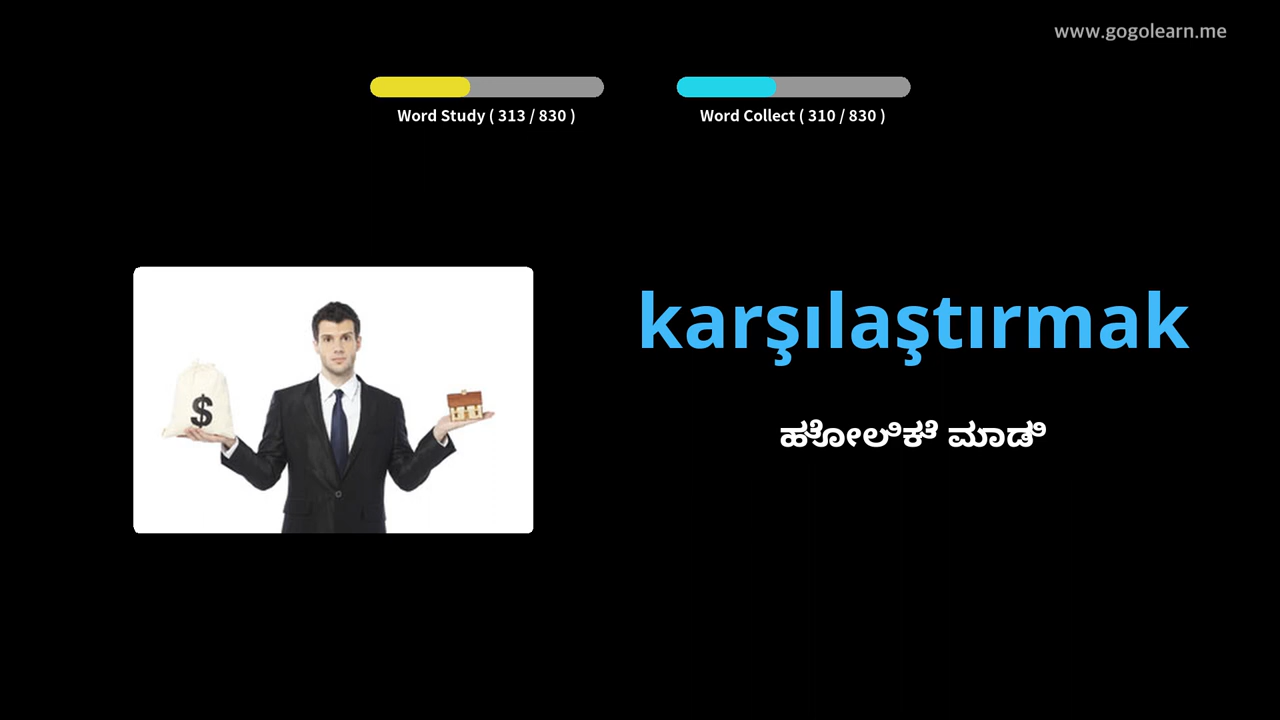 www.gogolearn.me
Word Study ( 313 / 830 )
Word Collect ( 310 / 830 )
$
karşılaştırmak
ಹೋಲಿಕೆ ಮಾಡಿ